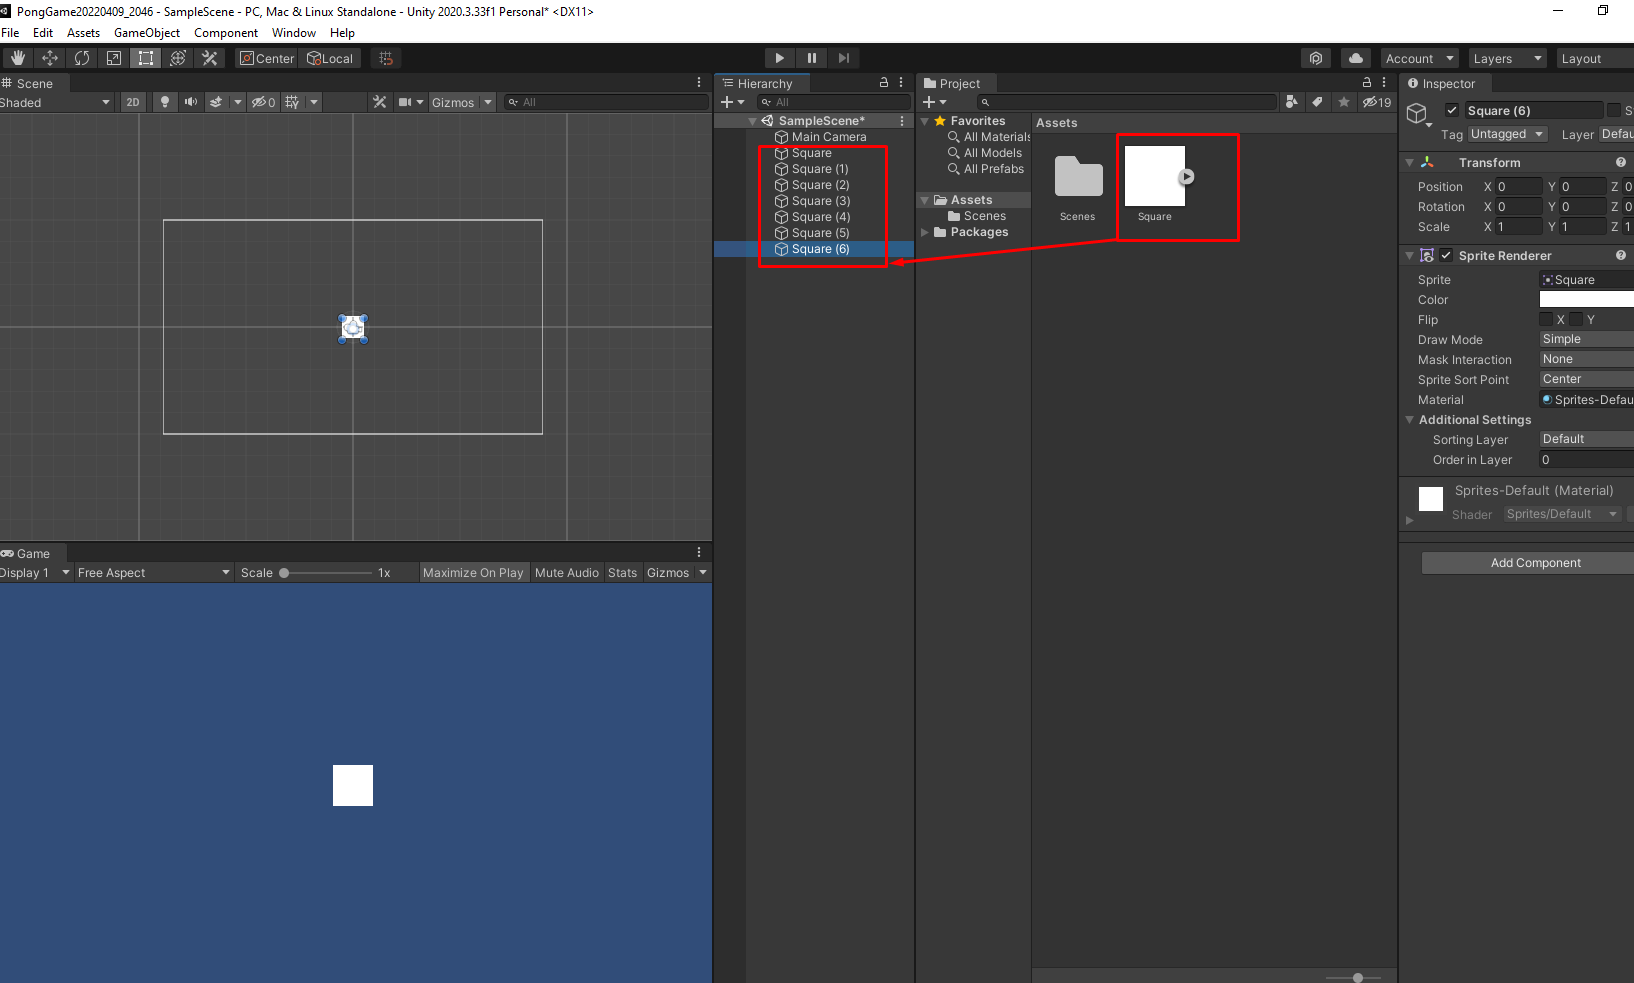 PongGame20220409_2046 - SampleScene - PC, Mac & Linux Standalone - Unity 2020.3.33f1 Personal* <DX11>
File Edit Assets GameObject Component Window Help
Center Local Account Layers Layout
Scene
Shaded 2D 0 Gizmos All
Hierarchy
All
SampleScene*
Main Camera
Square
Square (1)
Square (2)
Square (3)
Square (4)
Square (5)
Square (6)
Project
19
Favorites
All Materials
All Models
All Prefabs
Assets
Scenes
Packages
Assets
Scenes
Square
Inspector
Square (6) S
Tag Untagged Layer Defau
Transform
Position X 0 Y 0 Z 0
Rotation X 0 Y 0 Z 0
Scale X 1 Y 1 Z 1
Sprite Renderer
Sprite Square
Color
Flip X Y
Draw Mode Simple
Mask Interaction None
Sprite Sort Point Center
Material Sprites-Defau
Additional Settings
Sorting Layer Default
Order in Layer 0
Sprites-Default (Material)
Shader Sprites/Default
Add Component
Game
Display 1 Free Aspect Scale 1x Maximize On Play Mute Audio Stats Gizmos